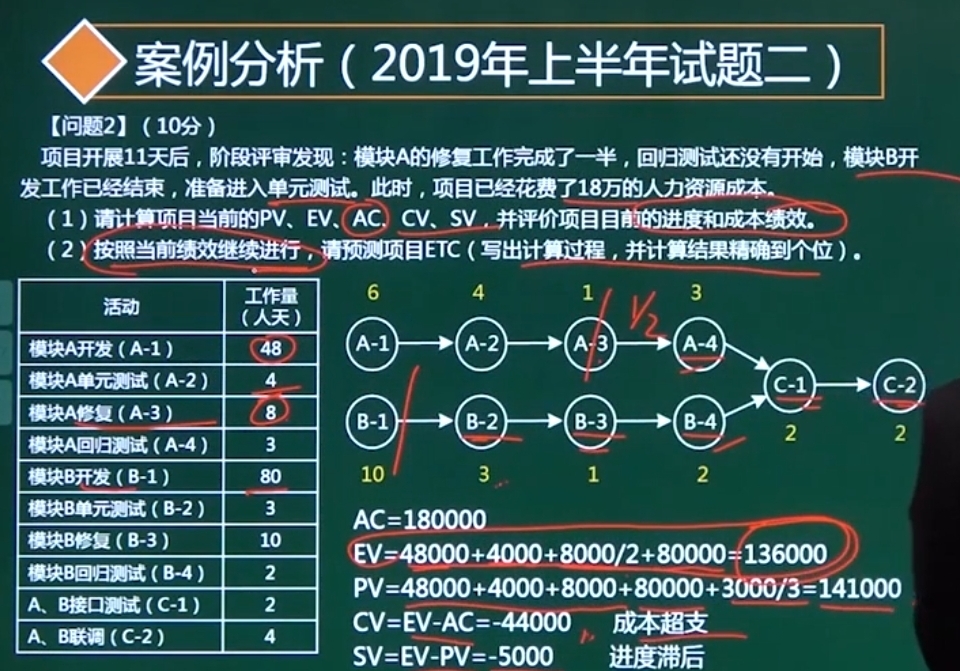 案例分析（2019年上半年试题二）
【问题2】（10分）
项目开展11天后，阶段评审发现：模块A的修复工作完成了一半，回归测试还没有开始，模块B开
发工作已经结束，准备进入单元测试。此时，项目已经花费了18万的人力资源成本。
（1）请计算项目当前的PV、EV、AC、CV、SV，并评价项目目前的进度和成本绩效。
（2）按照当前绩效继续进行，请预测项目ETC（写出计算过程，并计算结果精确到个位）。
活动 工作量（人天）
模块A开发（A-1） 48
模块A单元测试（A-2） 4
模块A修复（A-3） 8
模块A回归测试（A-4） 3
模块B开发（B-1） 80
模块B单元测试（B-2） 3
模块B修复（B-3） 10
模块B回归测试（B-4） 2
A、B接口测试（C-1） 2
A、B联调（C-2） 4
6 4 1 1/2 3
A-1 A-2 A-3 A-4
C-1 C-2
2 2
B-1 B-2 B-3 B-4
10 3 1 2
AC=180000
EV=48000+4000+8000/2+80000=136000
PV=48000+4000+8000+80000+3000/3=141000
CV=EV-AC=-44000 成本超支
SV=EV-PV=-5000 进度滞后